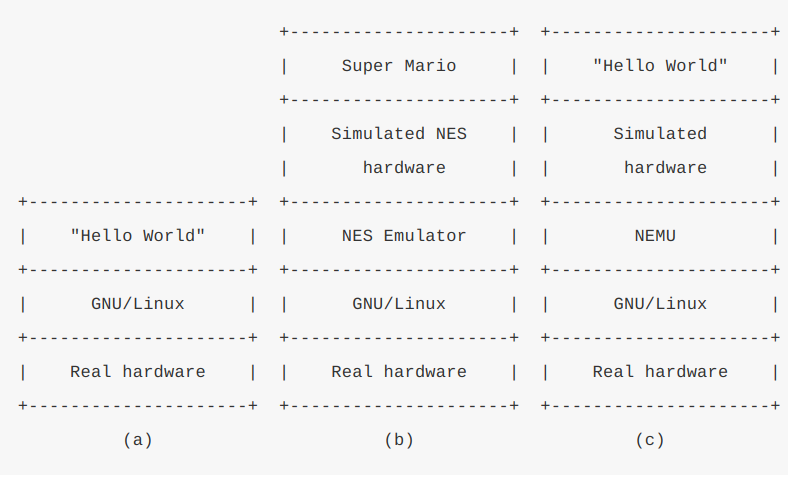 +---------------------+  +---------------------+
                         |     Super Mario     |  |    "Hello World"    |
                         +---------------------+  +---------------------+
                         |    Simulated NES    |  |      Simulated      |
                         |       hardware      |  |       hardware      |
+---------------------+  +---------------------+  +---------------------+
|    "Hello World"    |  |     NES Emulator    |  |        NEMU         |
+---------------------+  +---------------------+  +---------------------+
|      GNU/Linux      |  |      GNU/Linux      |  |      GNU/Linux      |
+---------------------+  +---------------------+  +---------------------+
|    Real hardware    |  |    Real hardware    |  |    Real hardware    |
+---------------------+  +---------------------+  +---------------------+
          (a)                      (b)                     (c)